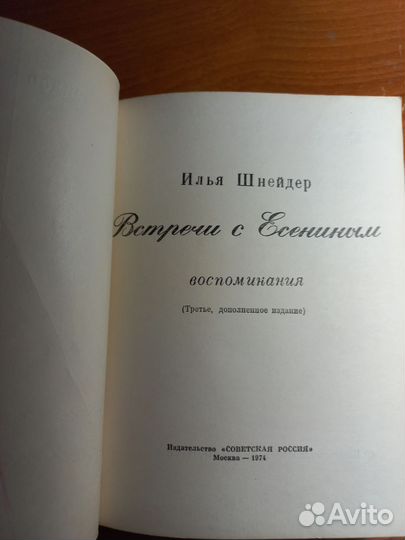 Илья Шнейдер
Встречи с Есениным
воспоминания
(Третье, дополненное издание)
Издательство «СОВЕТСКАЯ РОССИЯ»
Москва — 1974
Avito